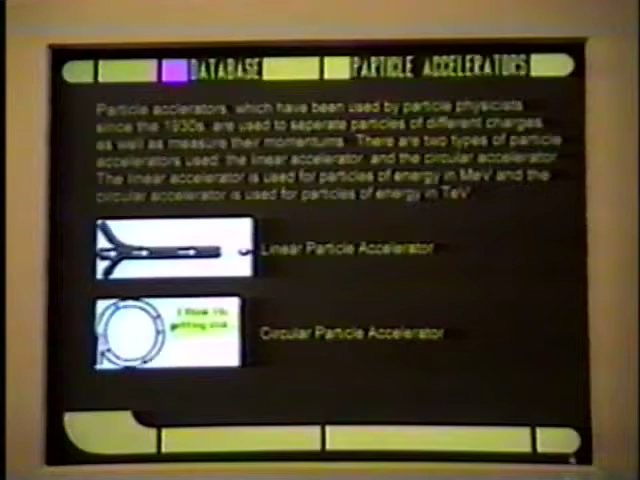 DATABASE PARTICLE ACCELERATORS
Particle acclerators, which have been used by particle physicists
since the 1930s, are used to seperate particles of different charges,
as well as measure their momentums. There are two types of particle
accelerators used: the linear accelerator, and the circular accelerator.
The linear accelerator is used for particles of energy in MeV and the
circular accelerator is used for particles of energy in TeV
Linear Particle Accelerator
I think I'm
getting sick...
Circular Particle Accelerator